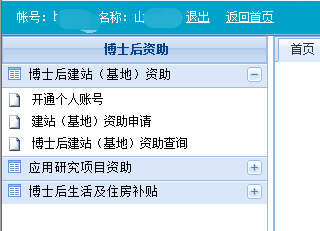 帐号：b 名称：山 退出 返回首页
博士后资助
首页
博士后建站（基地）资助
开通个人账号
建站（基地）资助申请
博士后建站（基地）资助查询
应用研究项目资助
博士后生活及住房补贴